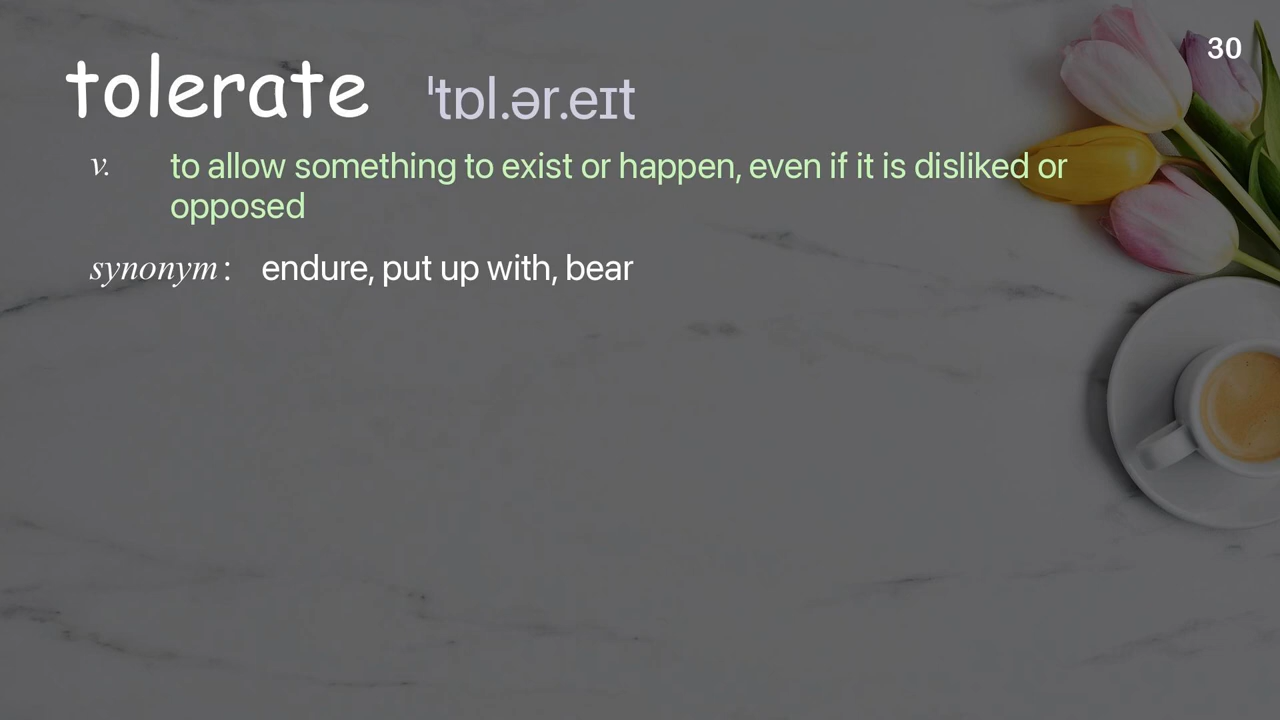 30
tolerate ˈtɒl.ər.eɪt
v. to allow something to exist or happen, even if it is disliked or
opposed
synonym: endure, put up with, bear